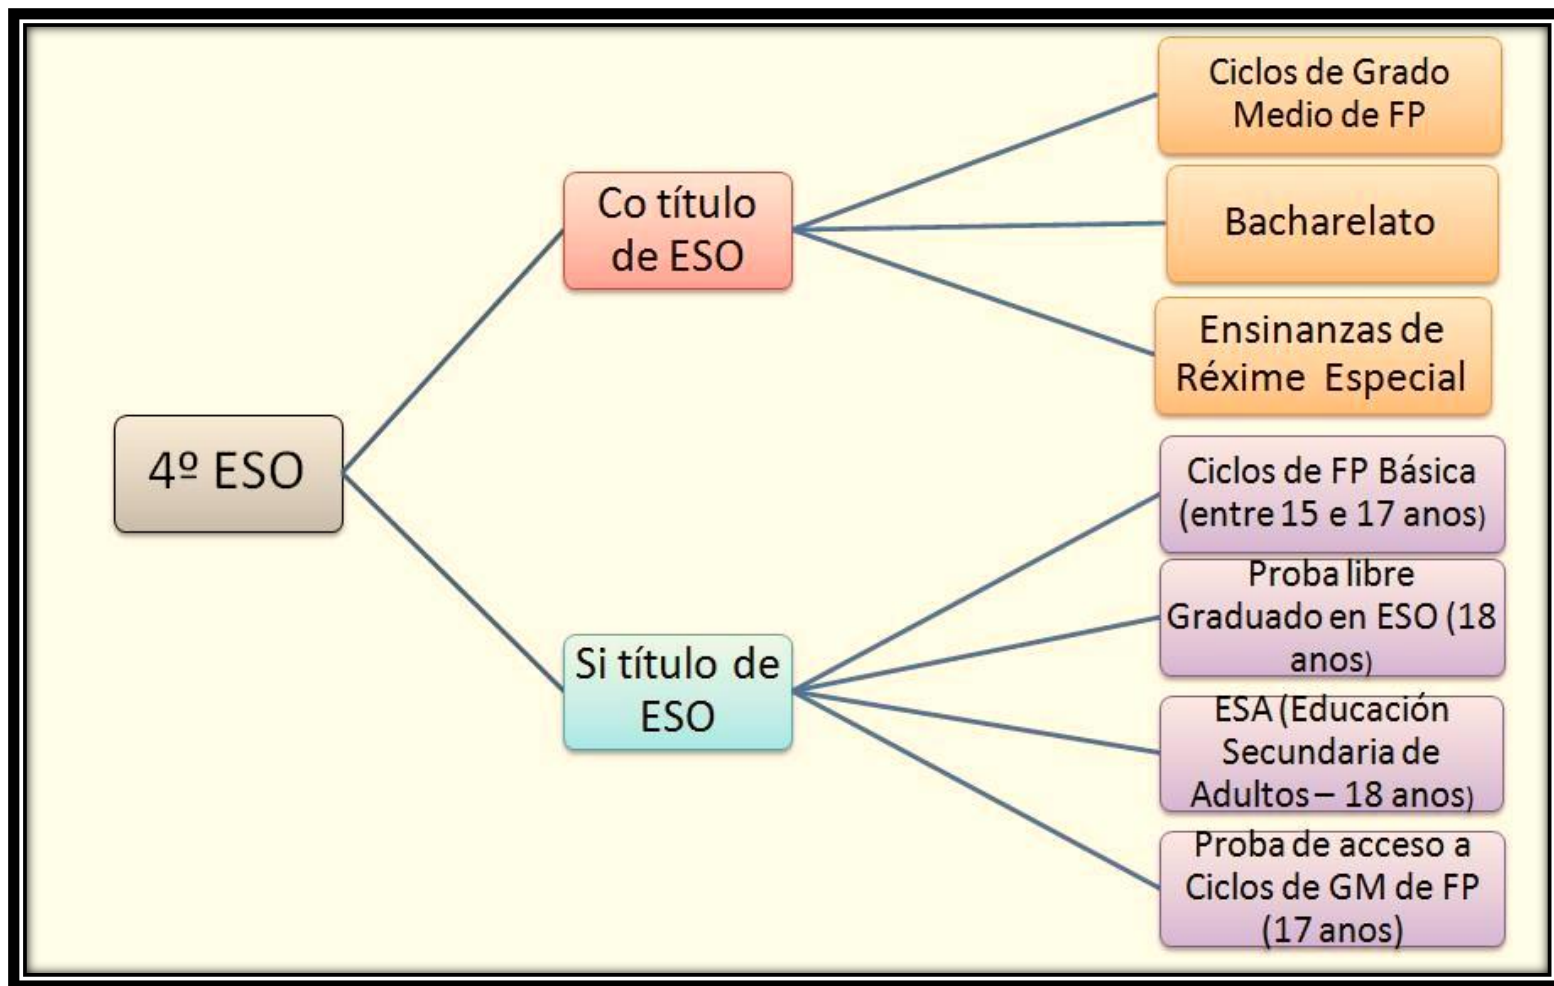 4º ESO
Co título
de ESO
Ciclos de Grado
Medio de FP
Bacharelato
Ensinanzas de
Réxime Especial
Si título de
ESO
Ciclos de FP Básica
(entre 15 e 17 anos)
Proba libre
Graduado en ESO (18
anos)
ESA (Educación
Secundaria de
Adultos – 18 anos)
Proba de acceso a
Ciclos de GM de FP
(17 anos)